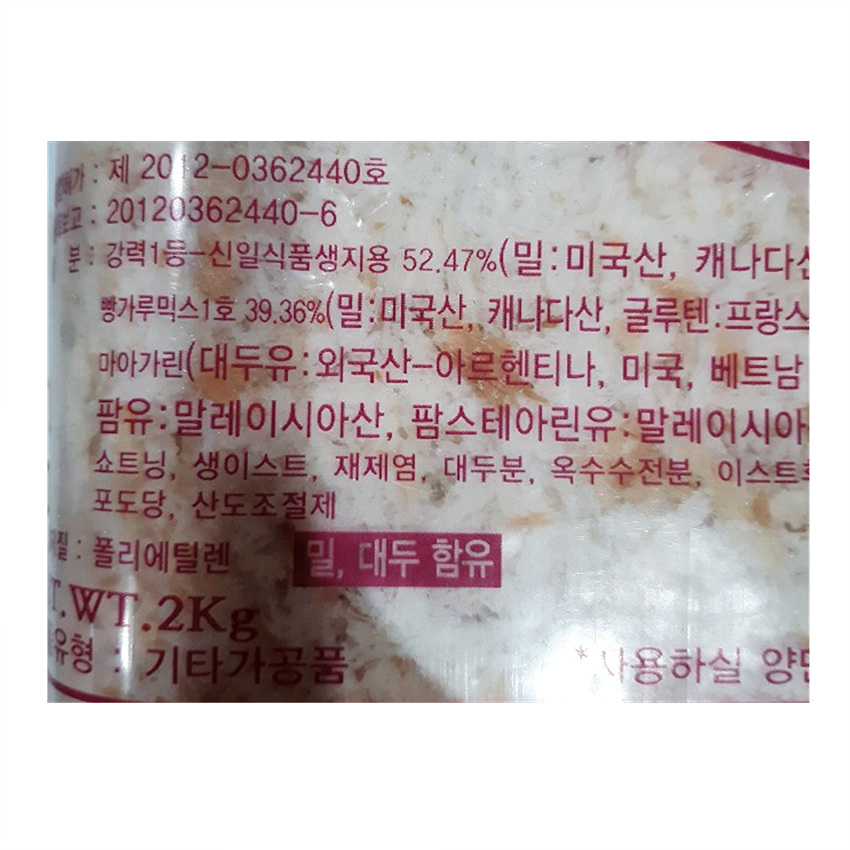 : 제 2012-0362440호
: 20120362440-6
분 : 강력1등-신일식품생지용 52.47%(밀:미국산, 캐나다산
빵가루믹스1호 39.36%(밀:미국산, 캐나다산, 글루텐:프랑스
마아가린(대두유:외국산-아르헨티나, 미국, 베트남
팜유:말레이시아산, 팜스테아린유:말레이시아
쇼트닝, 생이스트, 재제염, 대두분, 옥수수전분, 이스트
포도당, 산도조절제
질 : 폴리에틸렌 밀, 대두 함유
T.WT.2Kg
유형 : 기타가공품
*사용하실 양만